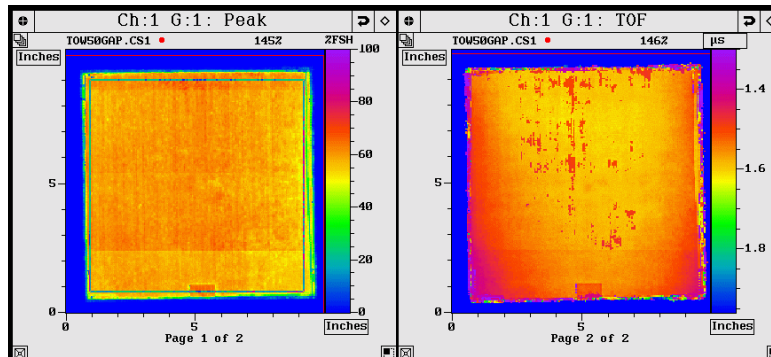 Ch:1 G:1: Peak
TOW50GAP.CS1 145% %FSH
Inches
100
80
60
40
20
0
5
0 5
Inches
Page 1 of 2
Ch:1 G:1: TOF
TOW50GAP.CS1 146% µs
Inches
-1.4
-1.6
-1.8
5
0 5
Inches
Page 2 of 2